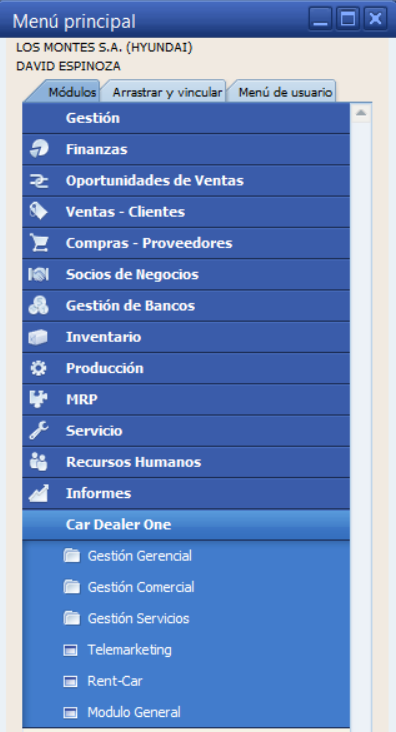 Menú principal
LOS MONTES S.A. (HYUNDAI)
DAVID ESPINOZA
Módulos Arrastrar y vincular Menú de usuario
Gestión
Finanzas
Oportunidades de Ventas
Ventas - Clientes
Compras - Proveedores
Socios de Negocios
Gestión de Bancos
Inventario
Producción
MRP
Servicio
Recursos Humanos
Informes
Car Dealer One
Gestión Gerencial
Gestión Comercial
Gestión Servicios
Telemarketing
Rent-Car
Modulo General